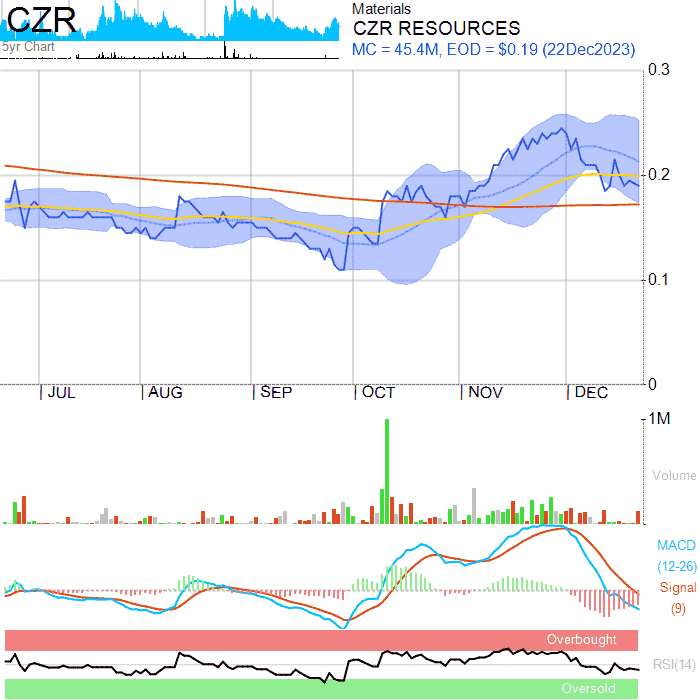 CZR
5yr Chart
Materials
CZR RESOURCES
MC = 45.4M, EOD = $0.19 (22Dec2023)
0.3
0.2
0.1
0
JUL AUG SEP OCT NOV DEC
1M
Volume
MACD
(12-26)
Signal
(9)
Overbought
RSI(14)
Oversold